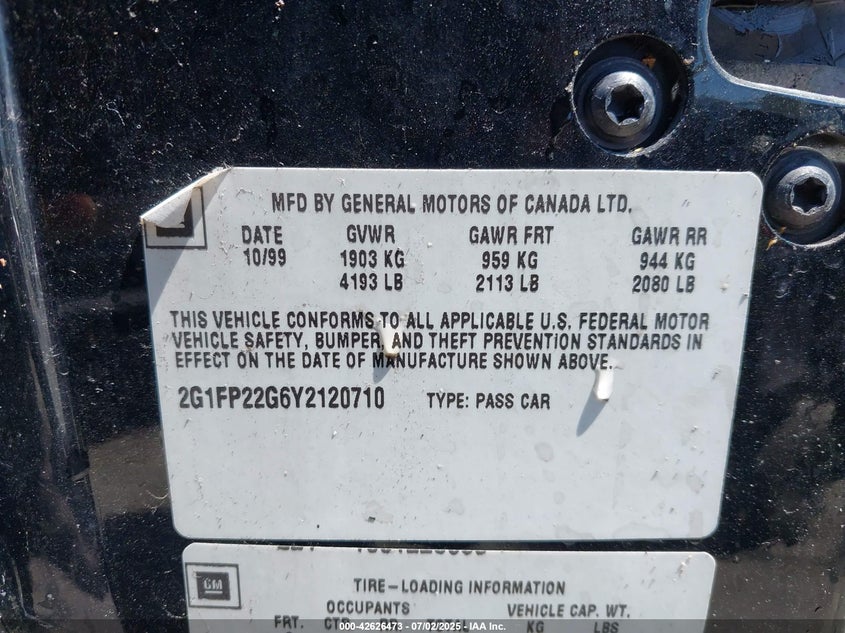 MFD BY GENERAL MOTORS OF CANADA LTD.
DATE GVWR GAWR FRT GAWR RR
10/99 1903 KG 959 KG 944 KG
4193 LB 2113 LB 2080 LB
THIS VEHICLE CONFORMS TO ALL APPLICABLE U.S. FEDERAL MOTOR
VEHICLE SAFETY, BUMPER, AND THEFT PREVENTION STANDARDS IN
EFFECT ON THE DATE OF MANUFACTURE SHOWN ABOVE.
2G1FP22G6Y2120710 TYPE: PASS CAR
GM
TIRE-LOADING INFORMATION
OCCUPANTS VEHICLE CAP. WT.
FRT. KG LBS
000-42626473 - 07/02/2025 - IAA Inc.